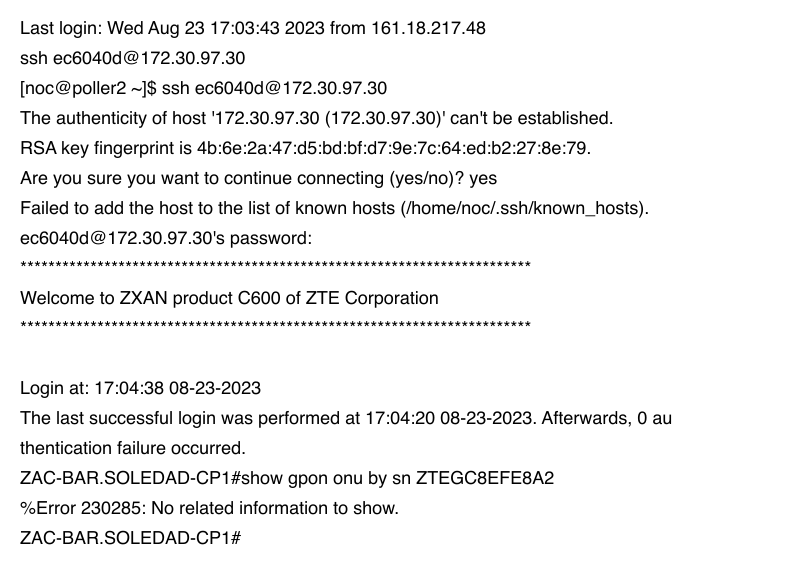 Last login: Wed Aug 23 17:03:43 2023 from 161.18.217.48
ssh ec6040d@172.30.97.30
[noc@poller2 ~]$ ssh ec6040d@172.30.97.30
The authenticity of host '172.30.97.30 (172.30.97.30)' can't be established.
RSA key fingerprint is 4b:6e:2a:47:d5:bd:bf:d7:9e:7c:64:ed:b2:27:8e:79.
Are you sure you want to continue connecting (yes/no)? yes
Failed to add the host to the list of known hosts (/home/noc/.ssh/known_hosts).
ec6040d@172.30.97.30's password:
*************************************************************************
Welcome to ZXAN product C600 of ZTE Corporation
*************************************************************************
Login at: 17:04:38 08-23-2023
The last successful login was performed at 17:04:20 08-23-2023. Afterwards, 0 au
thentication failure occurred.
ZAC-BAR.SOLEDAD-CP1#show gpon onu by sn ZTEGC8EFE8A2
%Error 230285: No related information to show.
ZAC-BAR.SOLEDAD-CP1#